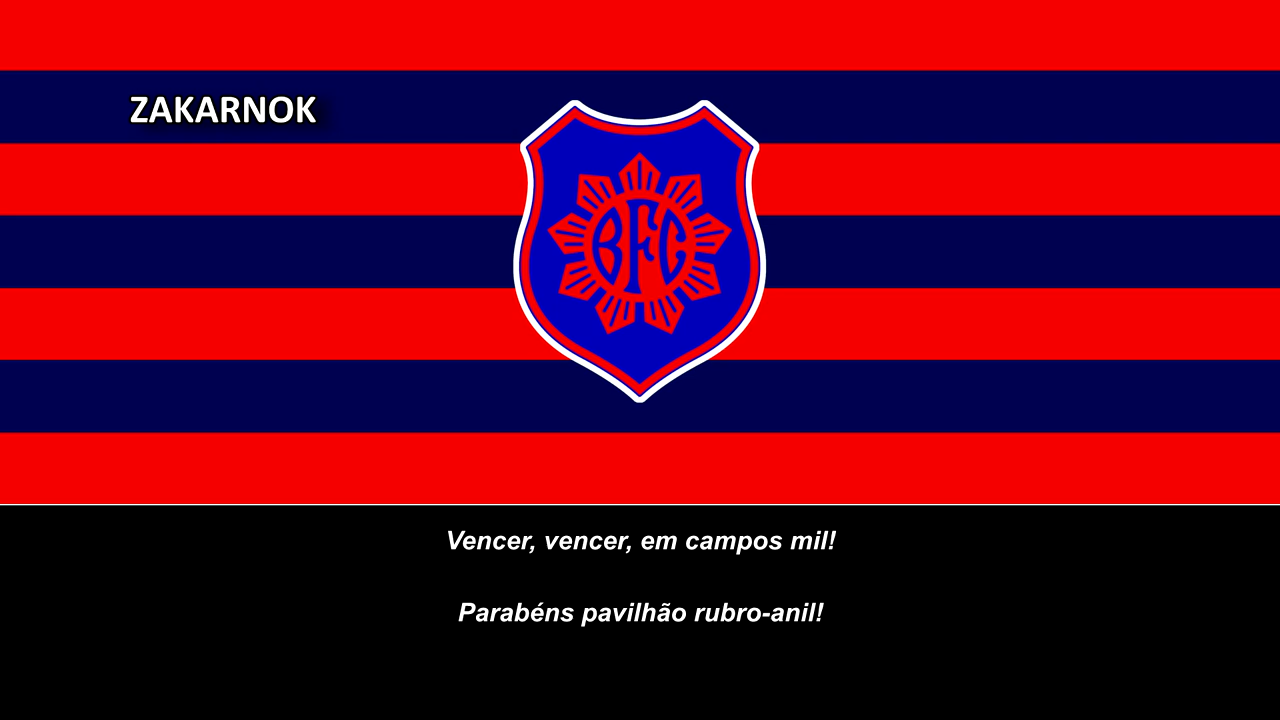 ZAKARNOK
BFC
Vencer, vencer, em campos mil!
Parabéns pavilhão rubro-anil!